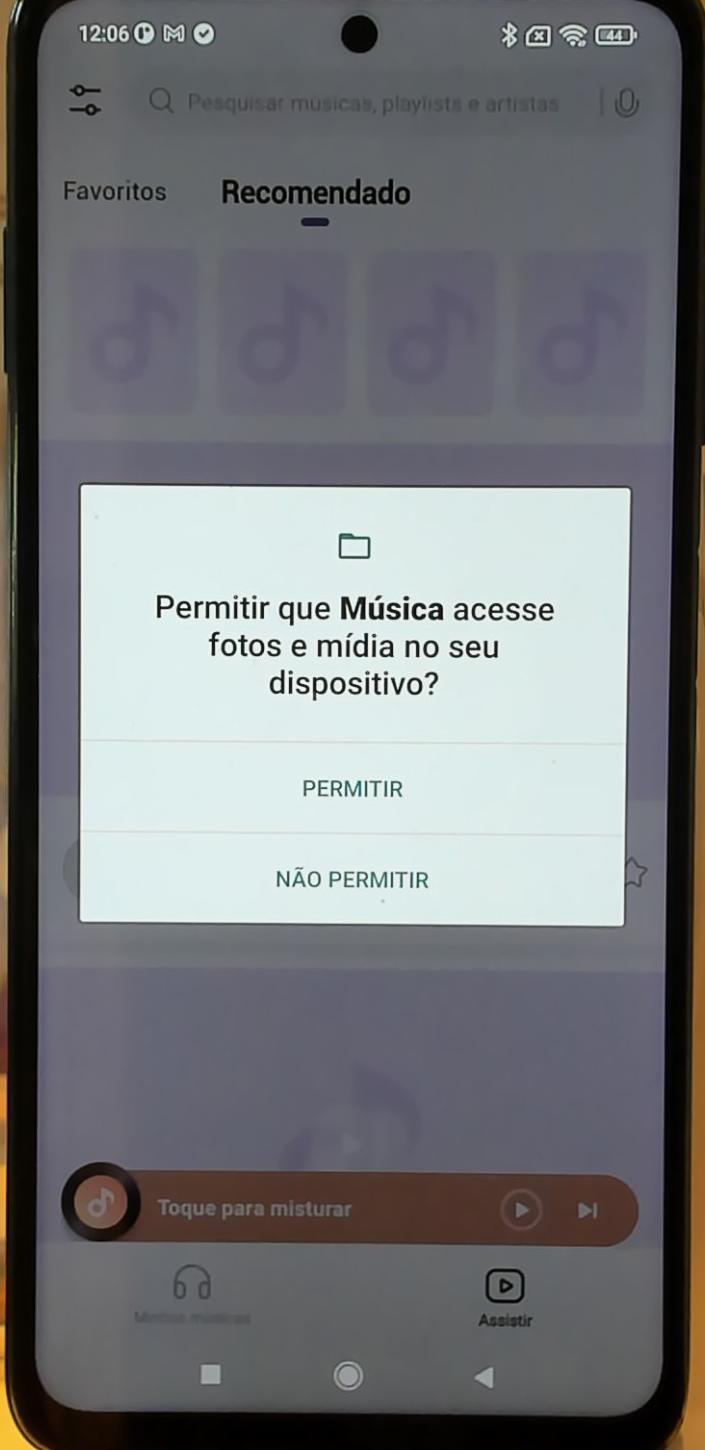 12:06
44
Pesquisar músicas, playlists e artistas
Favoritos
Recomendado
Permitir que Música acesse
fotos e mídia no seu
dispositivo?
PERMITIR
NÃO PERMITIR
Toque para misturar
Minhas músicas
Assistir